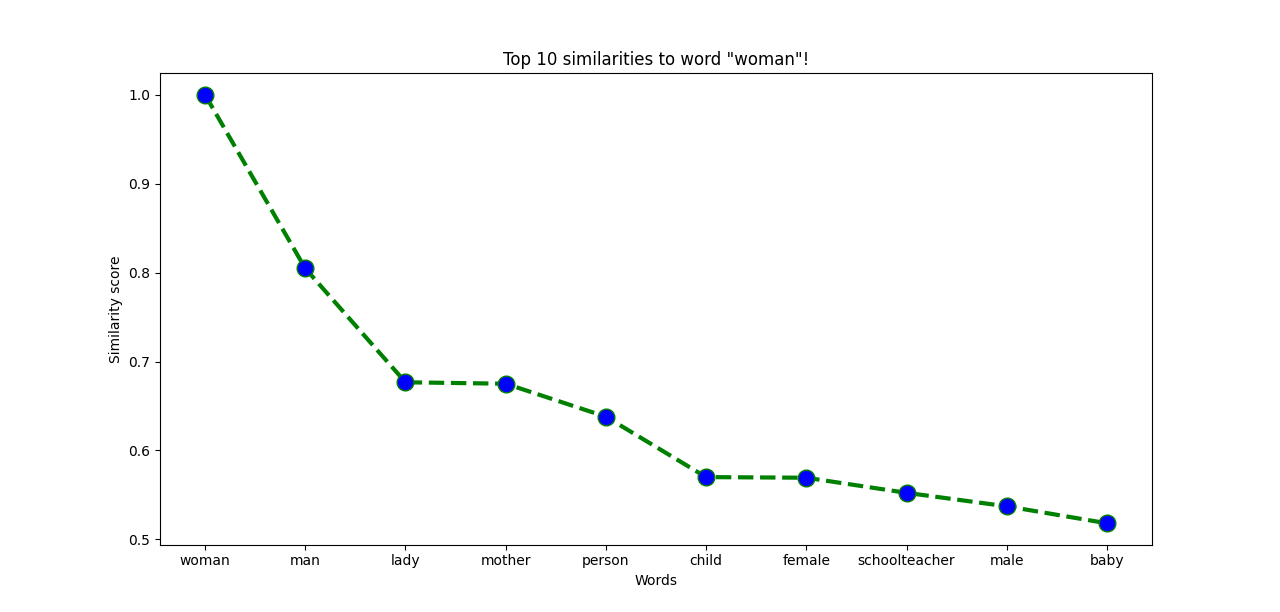 Top 10 similarities to word "woman"!
1.0
0.9
0.8
0.7
0.6
0.5
Similarity score
woman man lady mother person child female schoolteacher male baby
Words